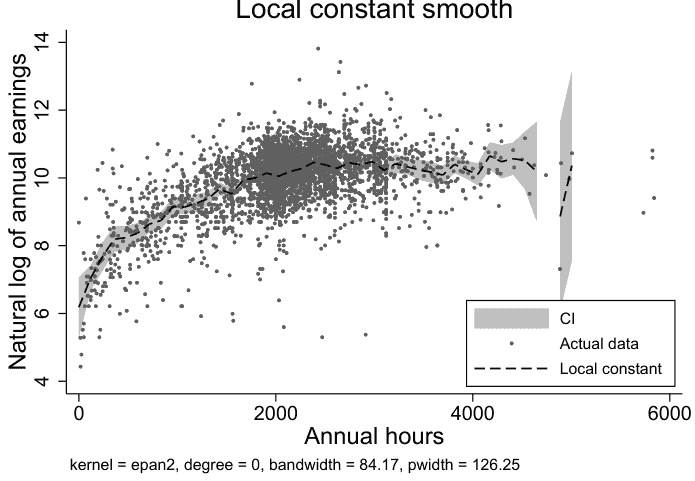 Local constant smooth
Natural log of annual earnings
14
12
10
8
6
4
CI
Actual data
Local constant
0
2000
4000
6000
Annual hours
kernel = epan2, degree = 0, bandwidth = 84.17, pwidth = 126.25